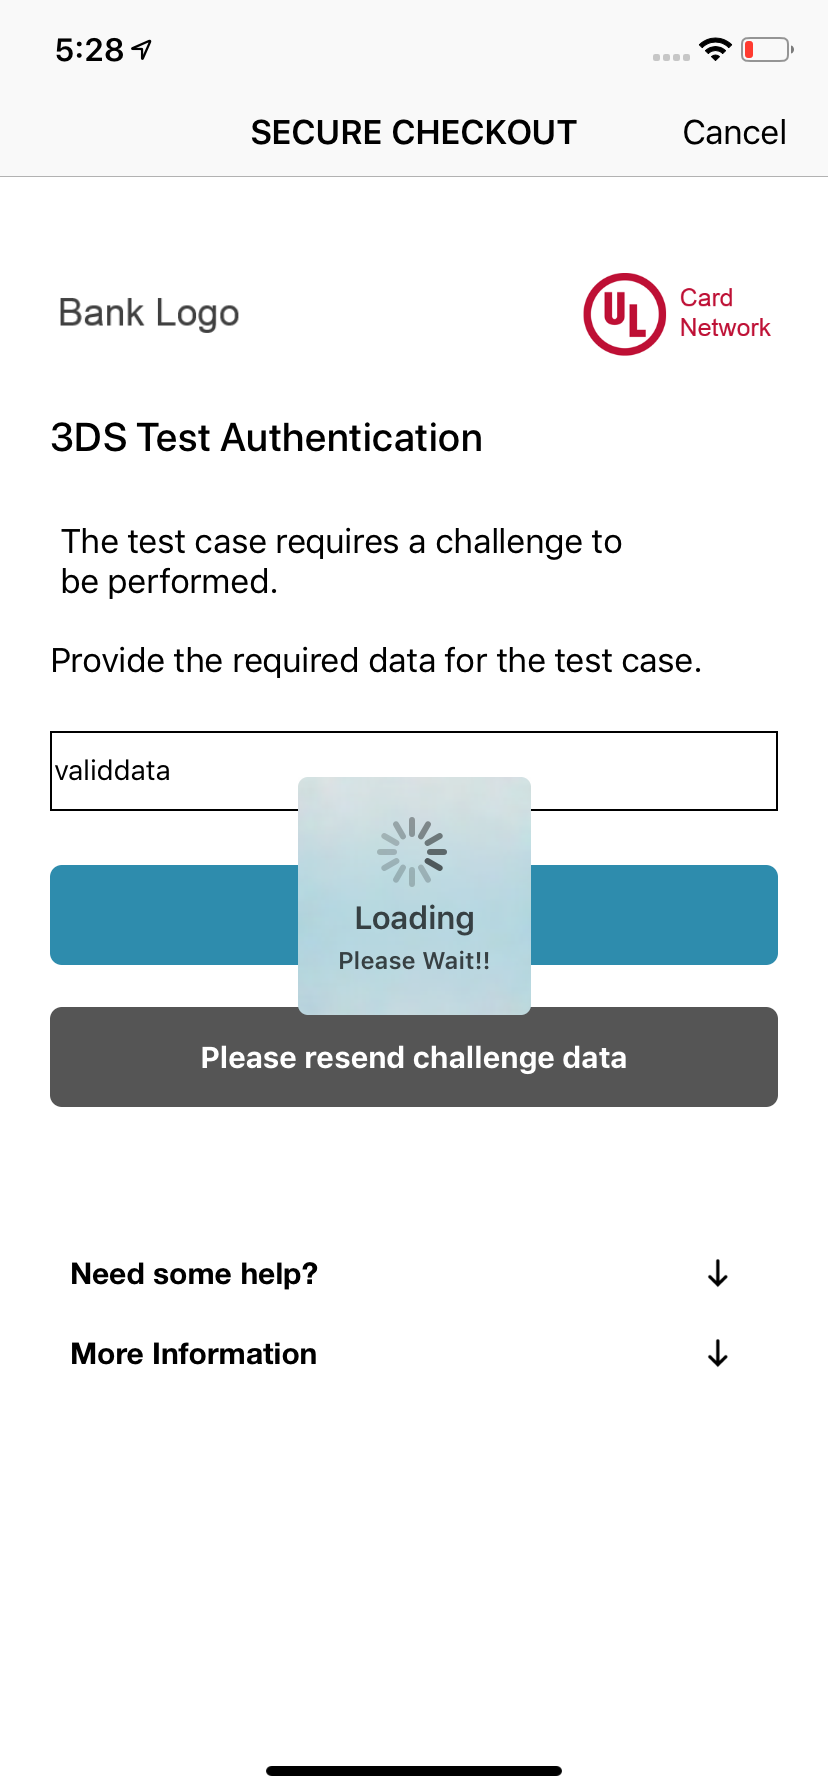 5:28
SECURE CHECKOUT
Cancel
Bank Logo
UL
Card
Network
3DS Test Authentication
The test case requires a challenge to
be performed.
Provide the required data for the test case.
validdata
Loading
Please Wait!!
Please resend challenge data
Need some help?
More Information